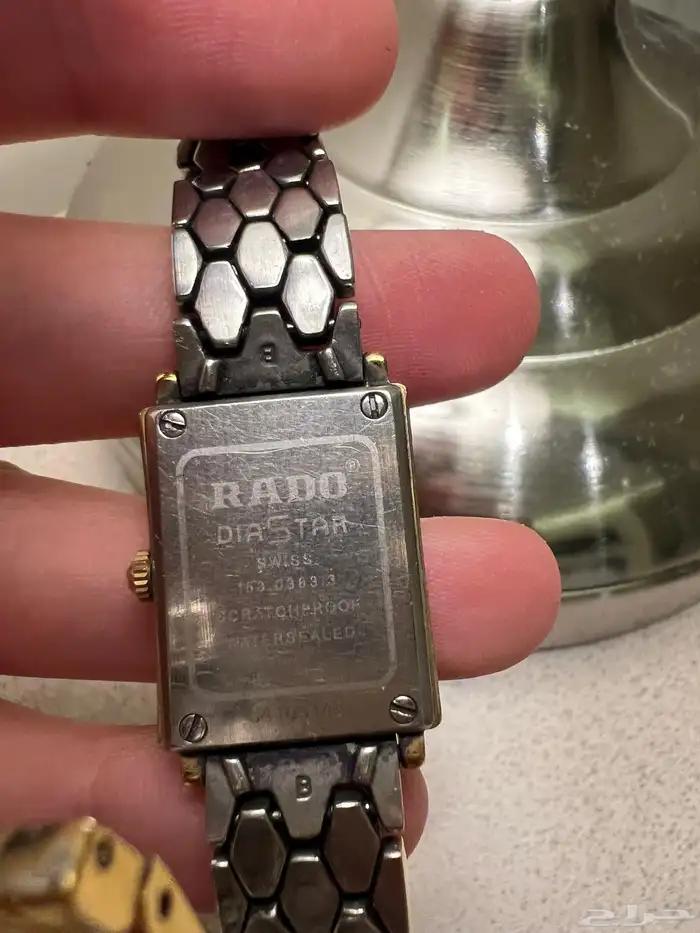 B
RADO®
DIASTAR
SWISS
153.0383.3
SCRATCHPROOF
WATERSEALED
B
حراج